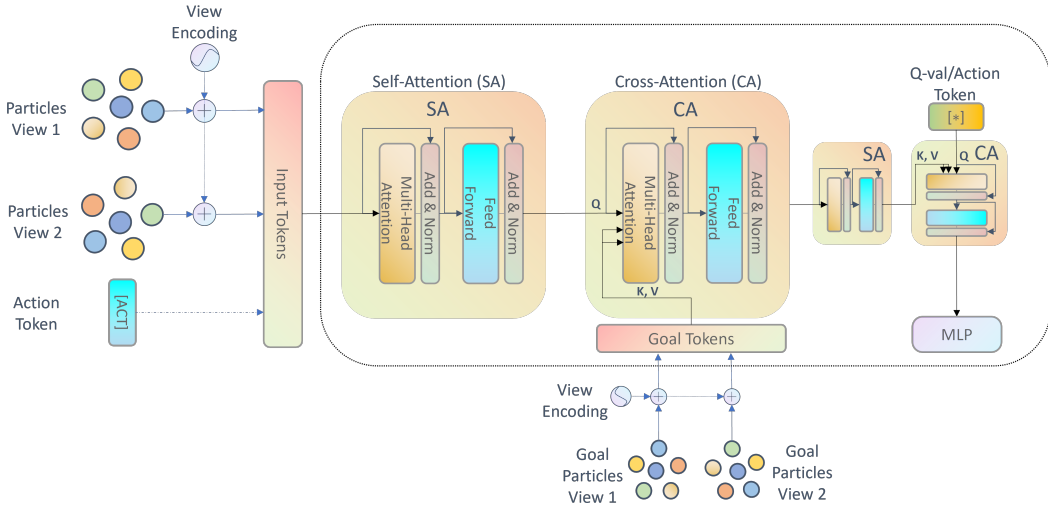 View
Encoding
Particles
View 1
Particles
View 2
Action
Token
[ACT]
Input Tokens
Self-Attention (SA)
SA
Multi-Head
Attention
Add & Norm
Feed
Forward
Add & Norm
Cross-Attention (CA)
CA
Q
Multi-Head
Attention
Add & Norm
Feed
Forward
Add & Norm
K, V
Goal Tokens
View
Encoding
Goal
Particles
View 1
Goal
Particles
View 2
SA
Q-val/Action
Token
[*]
K, V
Q
CA
MLP